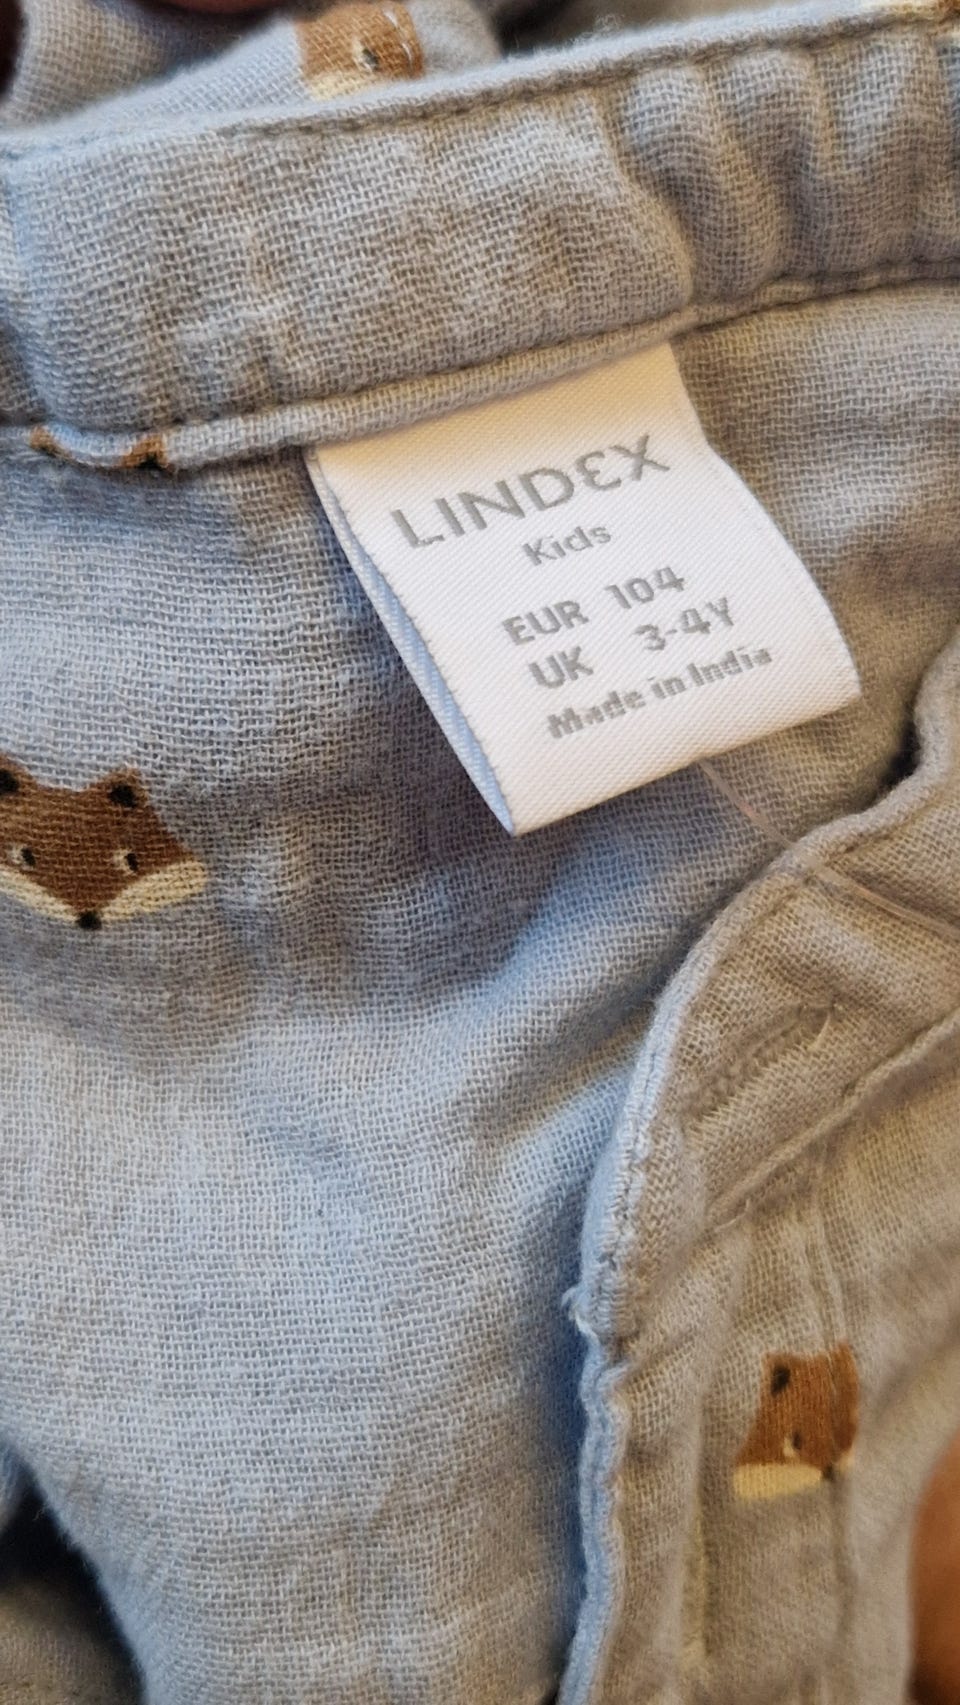 LINDEX
Kids
EUR 104
UK 3-4Y
Made in India